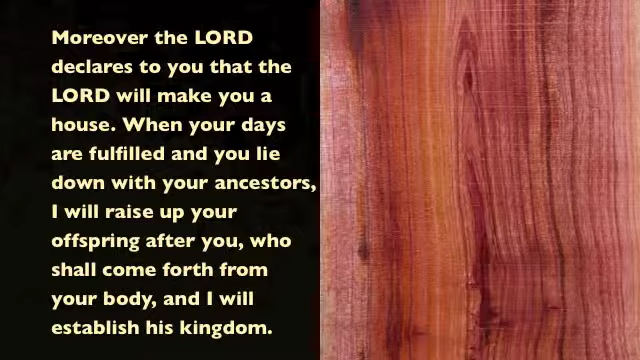 Moreover the LORD
declares to you that the
LORD will make you a
house. When your days
are fulfilled and you lie
down with your ancestors,
I will raise up your
offspring after you, who
shall come forth from
your body, and I will
establish his kingdom.